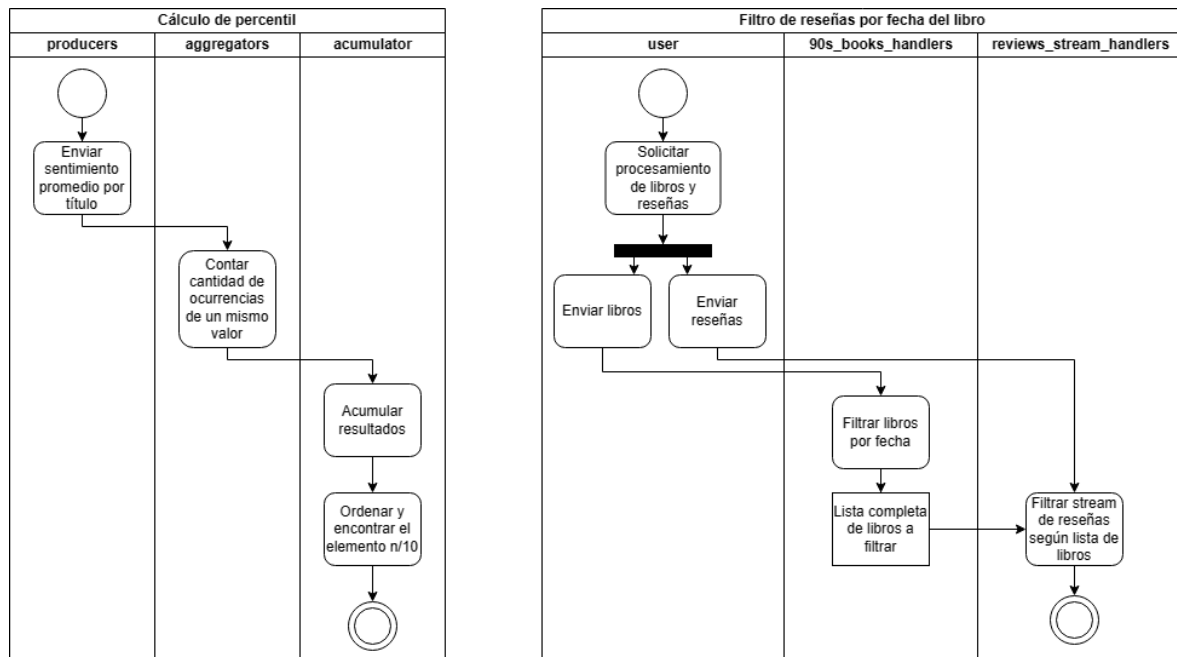 Cálculo de percentil
producers
aggregators
acumulator
Enviar
sentimiento
promedio por
título
Contar
cantidad de
ocurrencias
de un mismo
valor
Acumular
resultados
Ordenar y
encontrar el
elemento n/10
Filtro de reseñas por fecha del libro
user
90s_books_handlers
reviews_stream_handlers
Solicitar
procesamiento
de libros y
reseñas
Enviar libros
Enviar
reseñas
Filtrar libros
por fecha
Lista completa
de libros a
filtrar
Filtrar stream
de reseñas
según lista de
libros